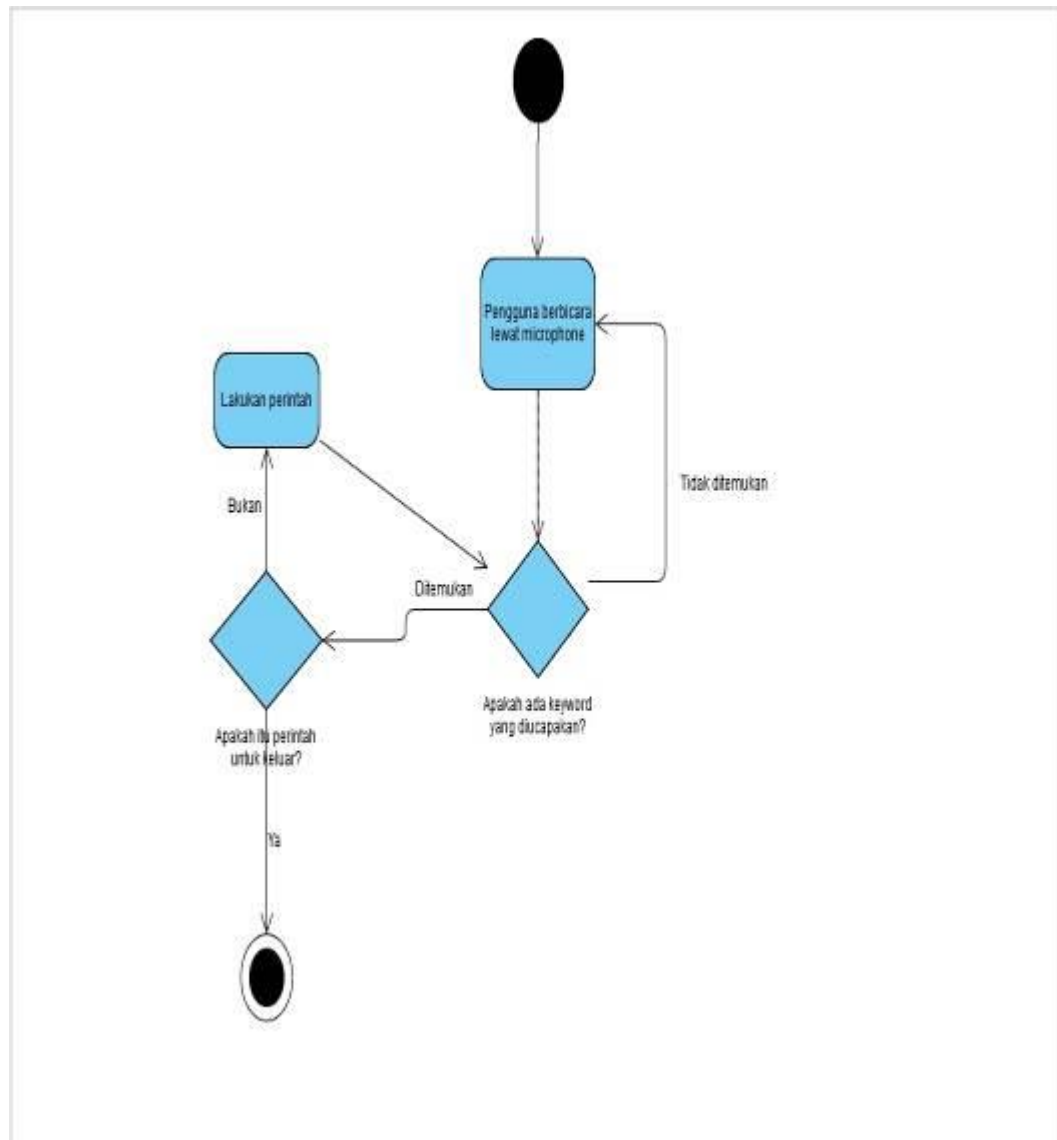 Pengguna berbicara
lewat microphone
Lakukan perintah
Tidak ditemukan
Bukan
Ditemukan
Apakah ada keyword
yang diucapakan?
Apakah itu perintah
untuk keluar?
Ya